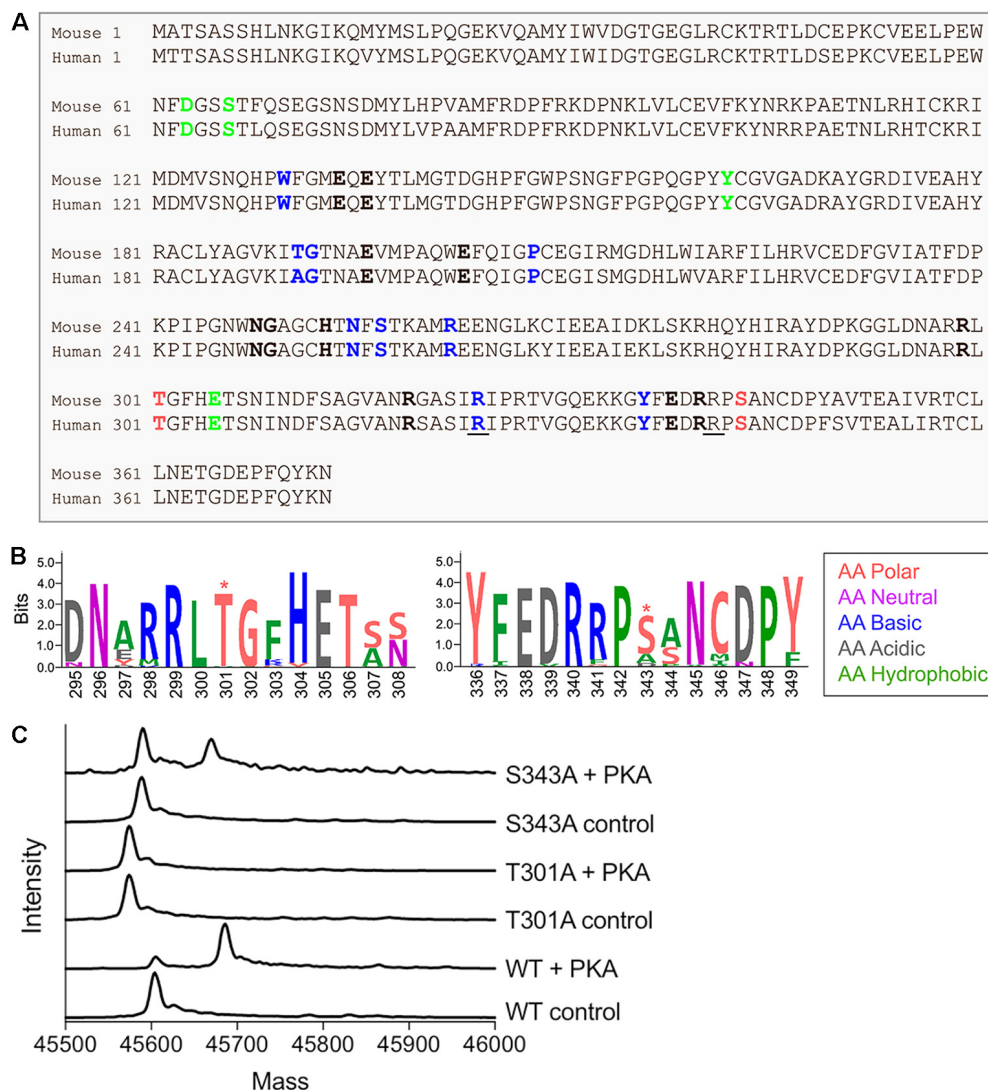 A
Mouse 1 MATSASSHLNKGIKQMYMSLPQGEKVQAMYIWVDGTGEGLRCKTRTLDCEPKCVEELPEW
Human 1 MTTSASSHLNKGIKQVYMSLPQGEKVQAMYIWIDGTGEGLRCKTRTLDSEPKCVEELPEW
Mouse 61 NFDGSSTFQSEGSNSDMYLHPVAMFRDPFRKDPNKLVLCEVFKYNRKPAETNLRHICKRI
Human 61 NFDGSSTLQSEGSNSDMYLVPAAMFRDPFRKDPNKLVLCEVFKYNRRPAETNLRHTCKRI
Mouse 121 MDMVSNQHPWFGMEQEYTLMGTDGHPFGWPSNGFPGPQGPYYCGVGADKAYGRDIVEAHY
Human 121 MDMVSNQHPWFGMEQEYTLMGTDGHPFGWPSNGFPGPQGPYYCGVGADRAYGRDIVEAHY
Mouse 181 RACLYAGVKITGTNAEVMPAQWEFQIGPCEGIRMGDHLWIARFILHRVCEDFGVIATFDP
Human 181 RACLYAGVKIAGTNAEVMPAQWEFQIGPCEGISMGDHLWVARFILHRVCEDFGVIATFDP
Mouse 241 KPIPGNWNGAGCHTNFSTKAMREENGLKCIEEAIDKLSKRHQYHIRAYDPKGGLDNARRL
Human 241 KPIPGNWNGAGCHTNFSTKAMREENGLKYIEEAIEKLSKRHQYHIRAYDPKGGLDNARRL
Mouse 301 TGFHETSNINDFSAGVANRGASIRIPRTVGQEKKGYFEDRRPSANCDPYAVTEAIVRTCL
Human 301 TGFHETSNINDFSAGVANRSASIRIPRTVGQEKKGYFEDRRPSANCDPFSVTEALIRTCL
Mouse 361 LNETGDEPFQYKN
Human 361 LNETGDEPFQYKN
B
Bits
5.0
4.0
3.0
2.0
1.0
0.0
DNARRLTGFHETSS
*
295 296 297 298 299 300 301 302 303 304 305 306 307 308
5.0
4.0
3.0
2.0
1.0
0.0
YFEDRRPSANCDPY
*
336 337 338 339 340 341 342 343 344 345 346 347 348 349
AA Polar
AA Neutral
AA Basic
AA Acidic
AA Hydrophobic
C
Intensity
S343A + PKA
S343A control
T301A + PKA
T301A control
WT + PKA
WT control
45500 45600 45700 45800 45900 46000
Mass